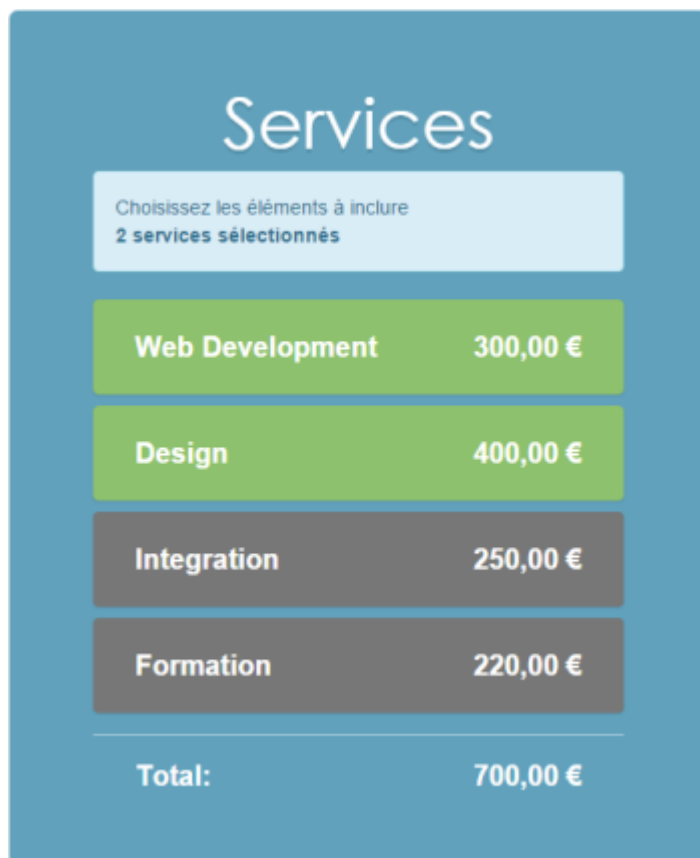 Services
Choisissez les éléments à inclure
2 services sélectionnés
Web Development 300,00 €
Design 400,00 €
Integration 250,00 €
Formation 220,00 €
Total: 700,00 €